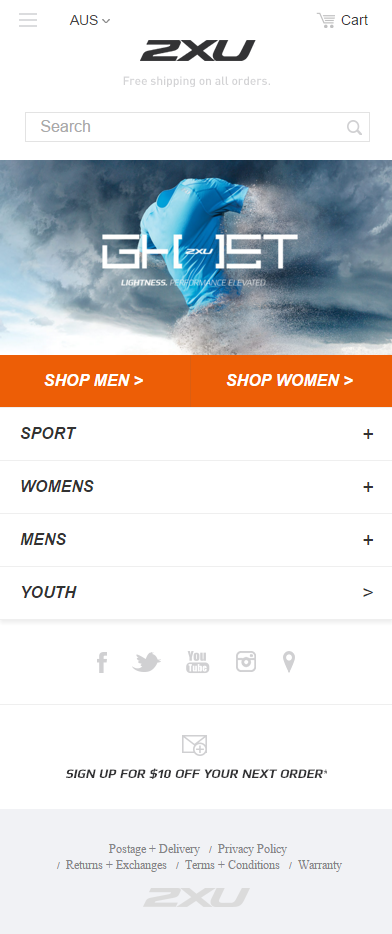 AUS
Cart
2XU
Free shipping on all orders.
Search
GHOST
2XU
LIGHTNESS. PERFORMANCE ELEVATED
SHOP MEN >
SHOP WOMEN >
SPORT +
WOMENS +
MENS +
YOUTH >
f
You
Tube
SIGN UP FOR $10 OFF YOUR NEXT ORDER*
Postage + Delivery / Privacy Policy
/ Returns + Exchanges / Terms + Conditions / Warranty
2XU